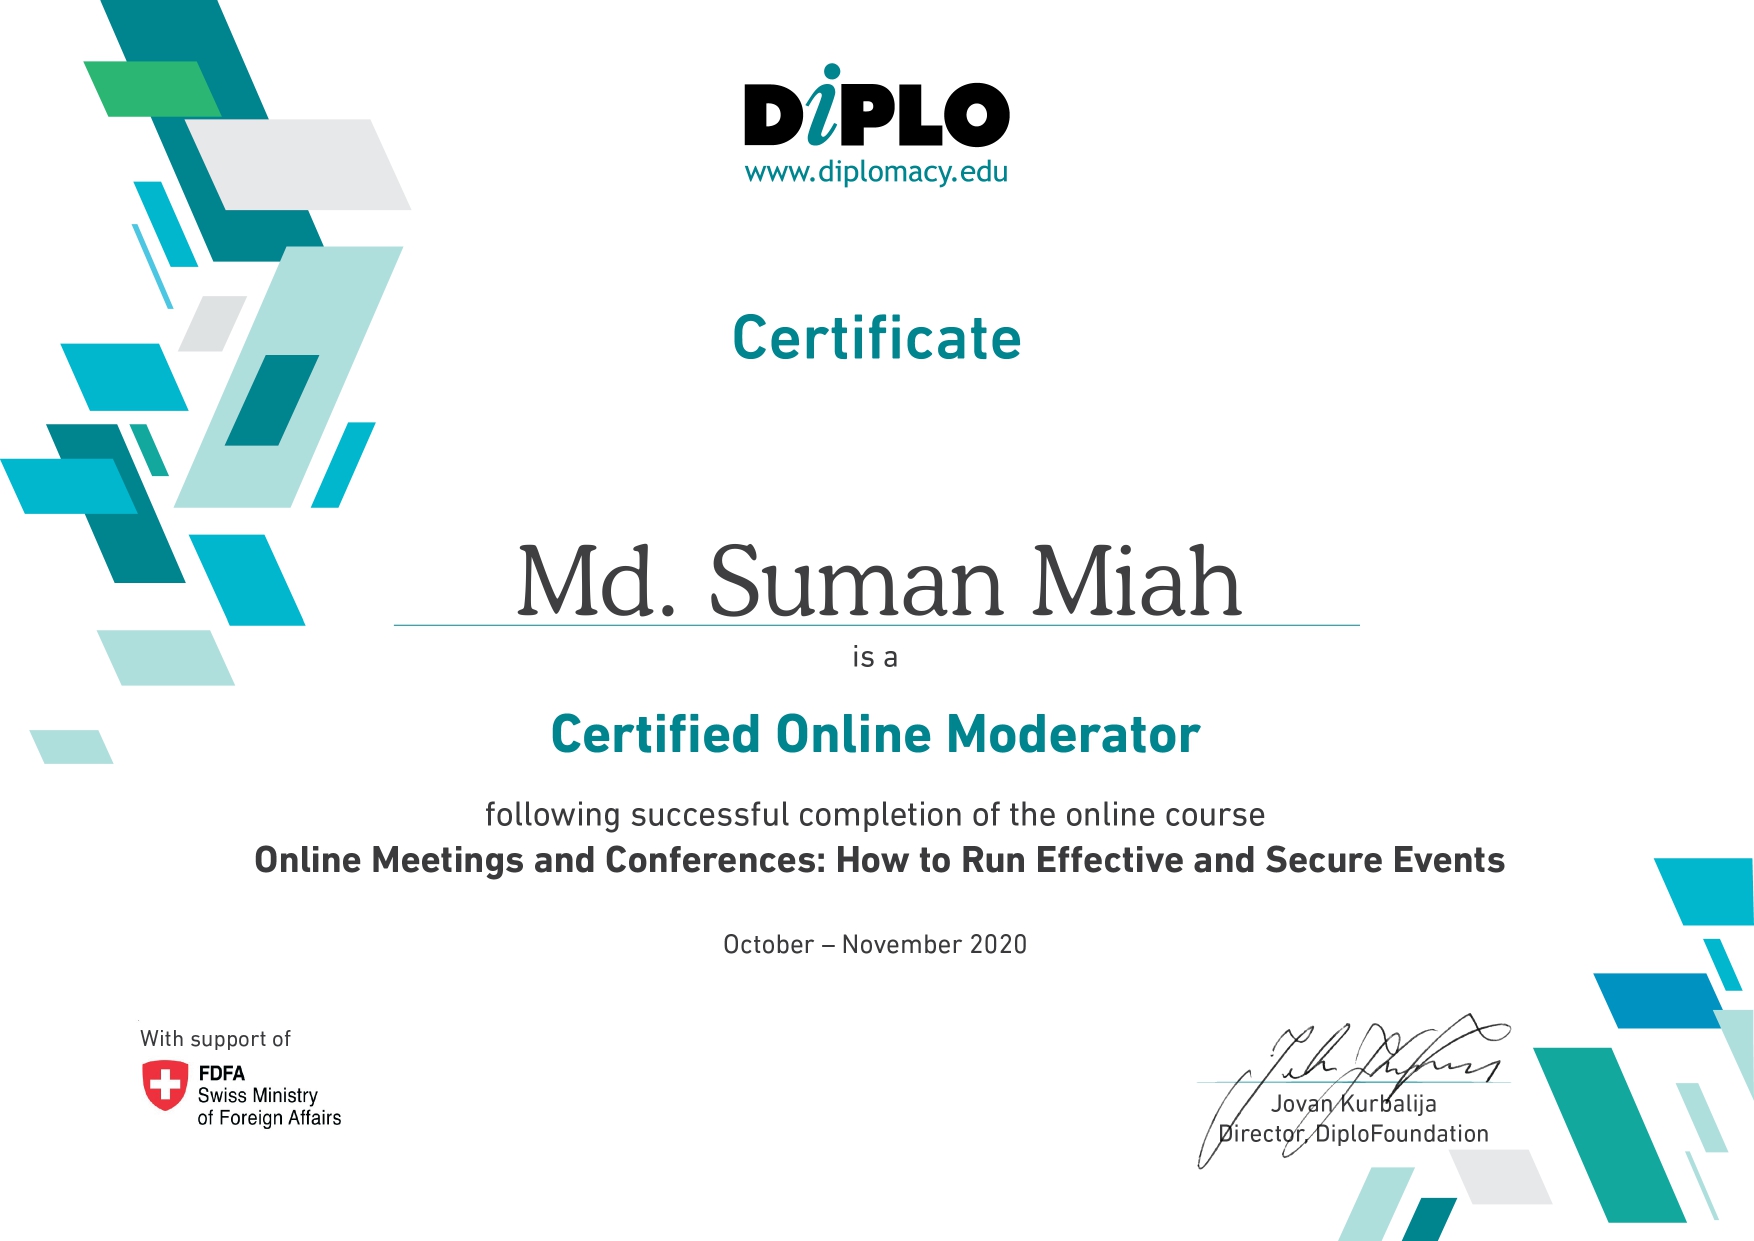 DiPLO
www.diplomacy.edu
Certificate
Md. Suman Miah
is a
Certified Online Moderator
following successful completion of the online course
Online Meetings and Conferences: How to Run Effective and Secure Events
October – November 2020
With support of
FDFA
Swiss Ministry
of Foreign Affairs
Jovan Kurbalija
Director, DiploFoundation